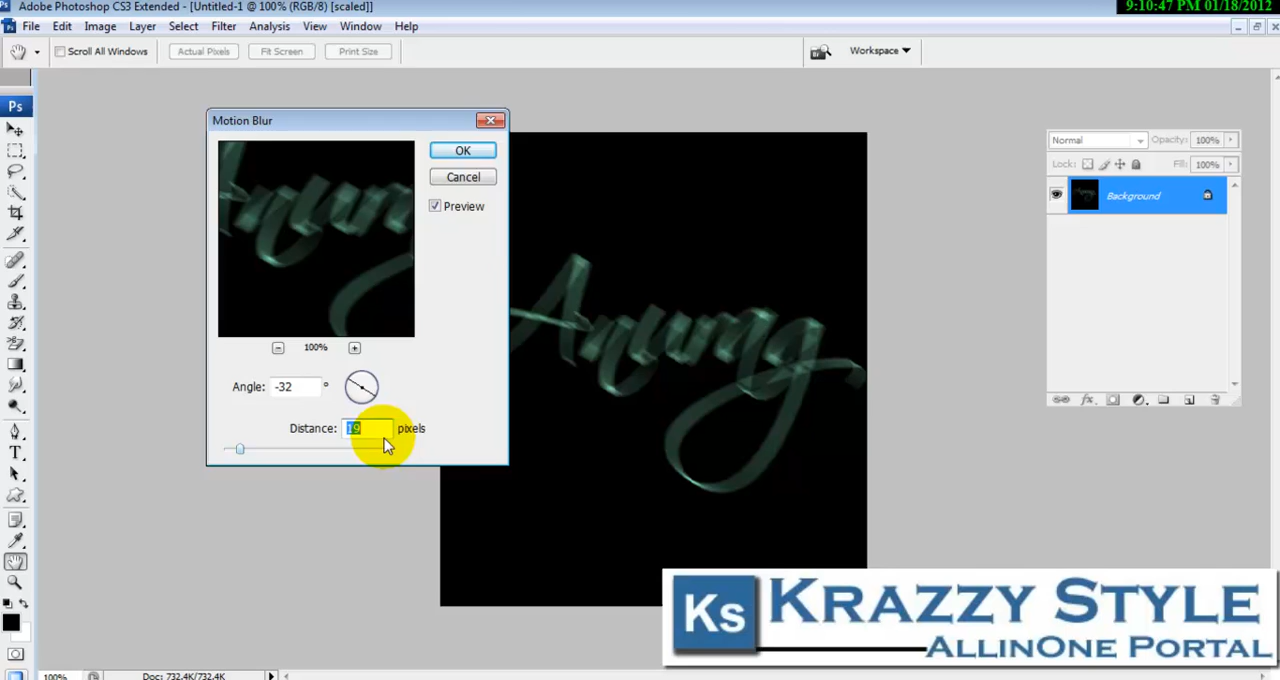 Adobe Photoshop CS3 Extended - [Untitled-1 @ 100% (RGB/8) [scaled]]
9:10:47 PM 01/18/2012
File Edit Image Layer Select Filter Analysis View Window Help
Scroll All Windows Actual Pixels Fit Screen Print Size Workspace
Ps
Motion Blur
OK
Cancel
Preview
100%
Angle: -32 °
Distance: 19 pixels
Normal Opacity: 100%
Lock: Fill: 100%
Background
T
Ks KRAZZY STYLE
ALLINONE PORTAL
100% Doc: 732.4K/732.4K